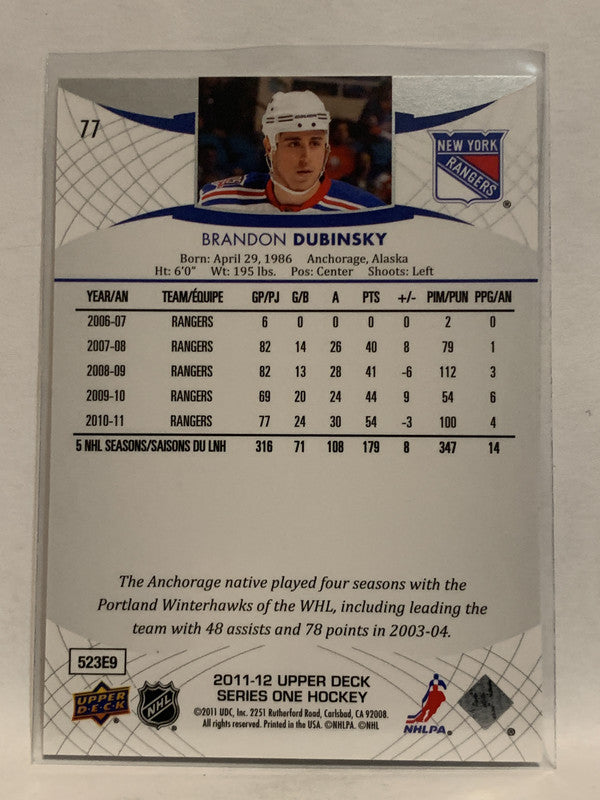 77
NEW YORK
RANGERS
®
BRANDON DUBINSKY
Born: April 29, 1986 Anchorage, Alaska
Ht: 6'0" Wt: 195 lbs. Pos: Center Shoots: Left
YEAR/AN TEAM/ÉQUIPE GP/PJ G/B A PTS +/- PIM/PUN PPG/AN
2006-07 RANGERS 6 0 0 0 0 2 0
2007-08 RANGERS 82 14 26 40 8 79 1
2008-09 RANGERS 82 13 28 41 -6 112 3
2009-10 RANGERS 69 20 24 44 9 54 6
2010-11 RANGERS 77 24 30 54 -3 100 4
5 NHL SEASONS/SAISONS DU LNH 316 71 108 179 8 347 14
The Anchorage native played four seasons with the
Portland Winterhawks of the WHL, including leading the
team with 48 assists and 78 points in 2003-04.
523E9
UPPER
D·E·C·K
NHL
2011-12 UPPER DECK
SERIES ONE HOCKEY
©2011 UDC, Inc. 2251 Rutherford Road, Carlsbad, CA 92008.
All rights reserved. Printed in the USA. ©NHLPA. ©NHL
NHLPA.
®